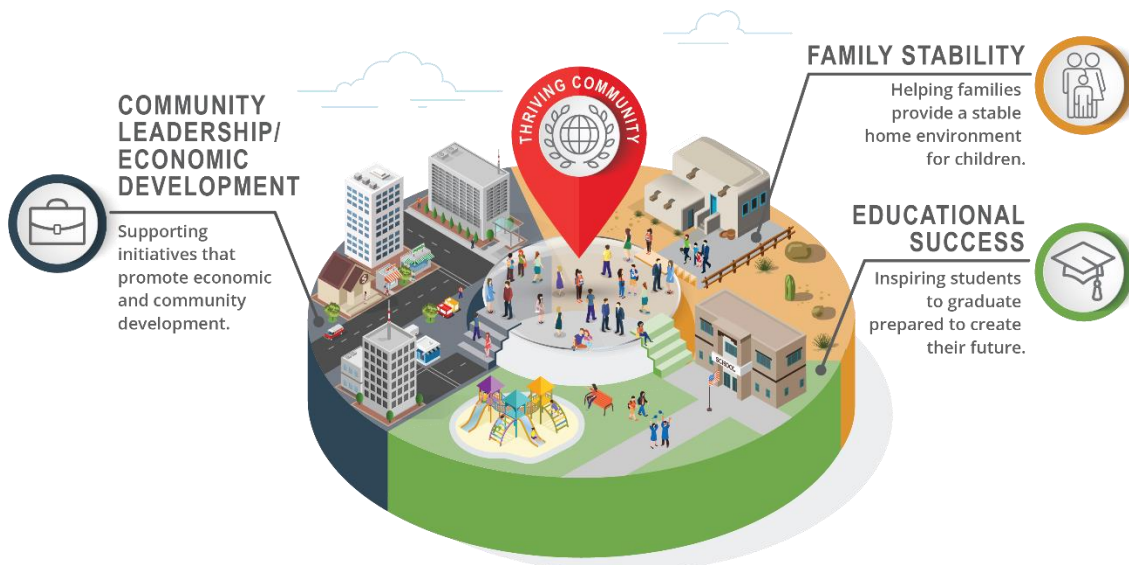 THRIVING COMMUNITY
COMMUNITY
LEADERSHIP/
ECONOMIC
DEVELOPMENT
Supporting
initiatives that
promote economic
and community
development.
FAMILY STABILITY
Helping families
provide a stable
home environment
for children.
EDUCATIONAL
SUCCESS
Inspiring students
to graduate
prepared to create
their future.
SCHOOL